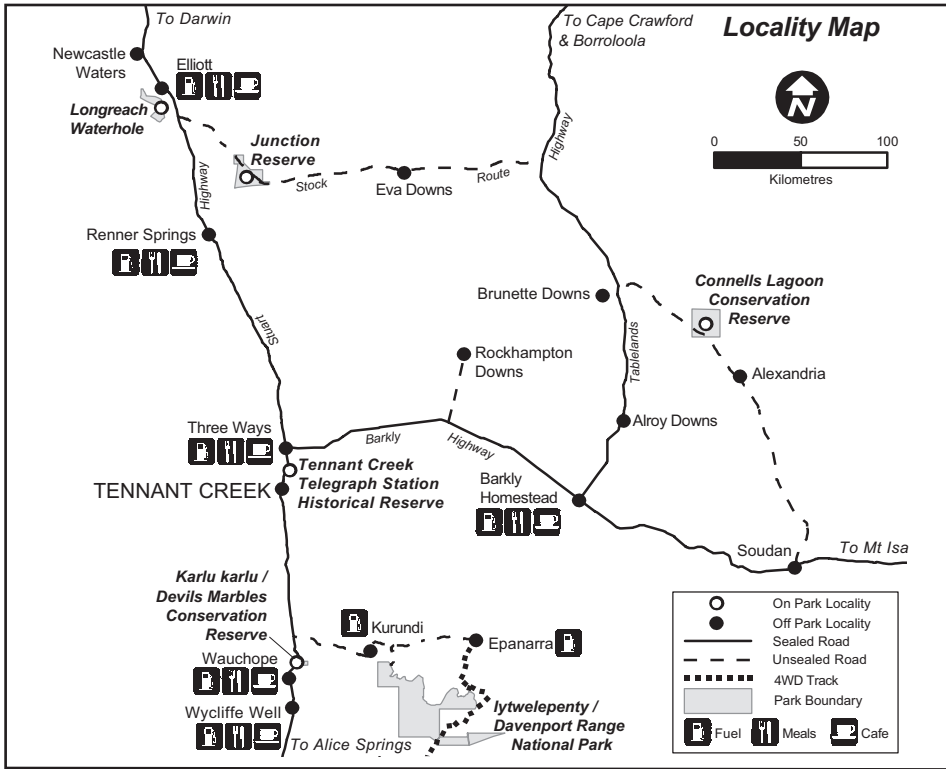 To Darwin
To Cape Crawford
& Borroloola
Locality Map
Newcastle
Waters
Elliott
Longreach
Waterhole
N
0 50 100
Kilometres
Junction
Reserve
Highway
Highway
Stock
Eva Downs
Route
Renner Springs
Connells Lagoon
Conservation
Reserve
Brunette Downs
Stuart
Tablelands
Rockhampton
Downs
Alexandria
Three Ways
Barkly
Highway
Alroy Downs
Tennant Creek
Telegraph Station
Historical Reserve
TENNANT CREEK
Barkly
Homestead
Soudan
To Mt Isa
Karlu karlu /
Devils Marbles
Conservation
Reserve
Kurundi
Epanarra
Wauchope
Wycliffe Well
Iytwelepenty /
Davenport Range
National Park
To Alice Springs
On Park Locality
Off Park Locality
Sealed Road
Unsealed Road
4WD Track
Park Boundary
Fuel Meals Cafe